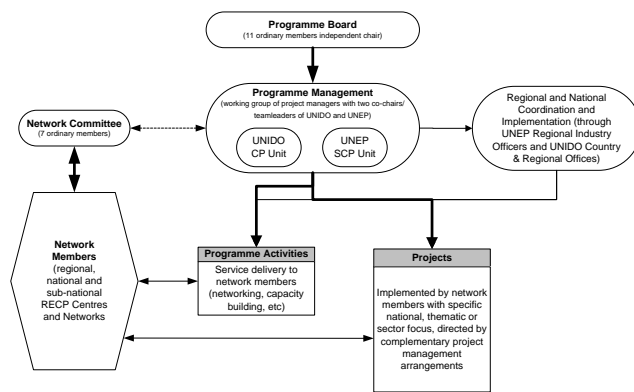 Programme Board
(11 ordinary members independent chair)
Programme Management
(working group of project managers with two co-chairs/
teamleaders of UNIDO and UNEP)
UNIDO
CP Unit
UNEP
SCP Unit
Network Committee
(7 ordinary members)
Regional and National
Coordination and
Implementation (through
UNEP Regional Industry
Officers and UNIDO Country
& Regional Offices)
Network
Members
(regional,
national and
sub-national
RECP Centres
and Networks
Programme Activities
Service delivery to
network members
(networking, capacity
building, etc)
Projects
Implemented by network
members with specific
national, thematic or
sector focus, directed by
complementary project
management
arrangements